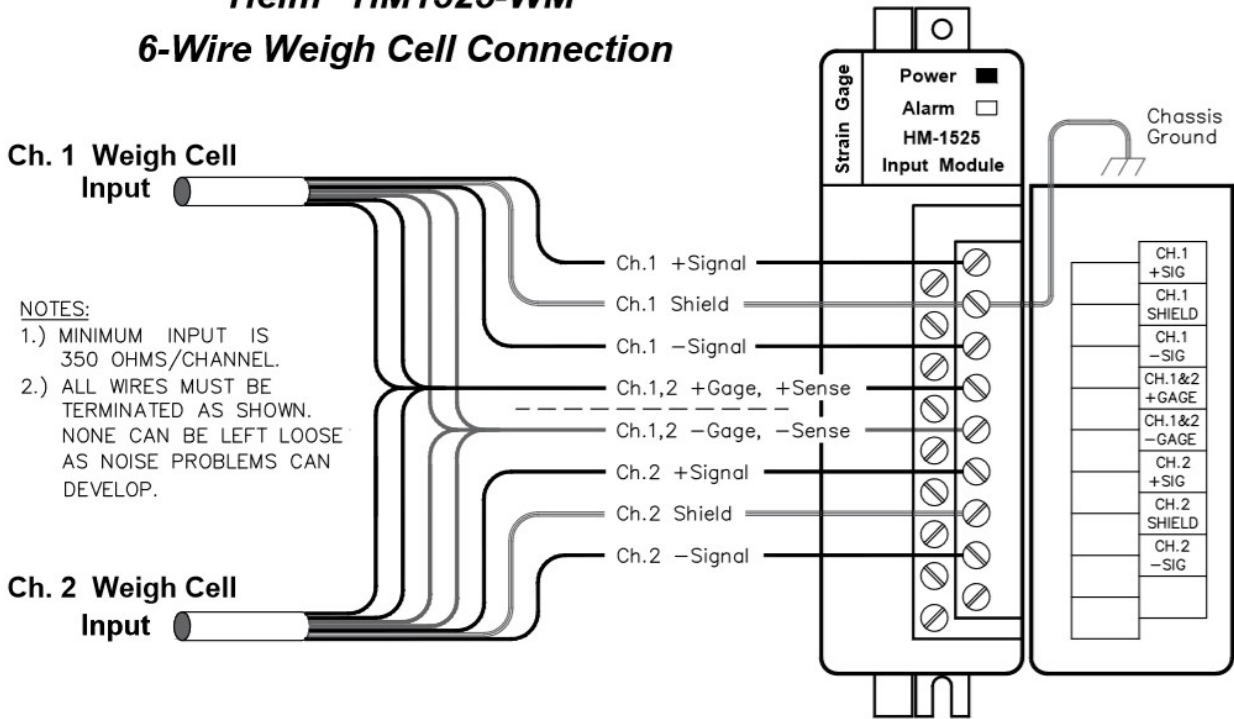 Helm HM1525-WM
6-Wire Weigh Cell Connection
Strain Gage
Power
Alarm
HM-1525
Input Module
Chassis
Ground
Ch. 1 Weigh Cell
Input
NOTES:
1.) MINIMUM INPUT IS
350 OHMS/CHANNEL.
2.) ALL WIRES MUST BE
TERMINATED AS SHOWN.
NONE CAN BE LEFT LOOSE
AS NOISE PROBLEMS CAN
DEVELOP.
Ch.1 +Signal
Ch.1 Shield
Ch.1 -Signal
Ch.1,2 +Gage, +Sense
Ch.1,2 -Gage, -Sense
Ch.2 +Signal
Ch.2 Shield
Ch.2 -Signal
CH.1
+SIG
CH.1
SHIELD
CH.1
-SIG
CH.1&2
+GAGE
CH.1&2
-GAGE
CH.2
+SIG
CH.2
SHIELD
CH.2
-SIG
Ch. 2 Weigh Cell
Input